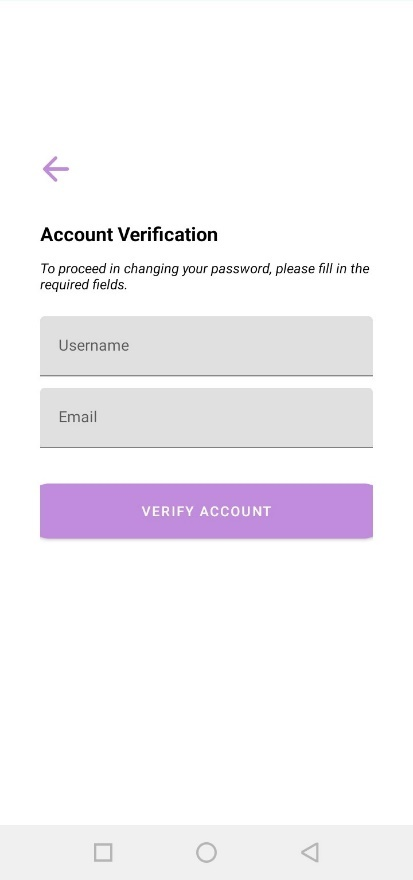 Account Verification
To proceed in changing your password, please fill in the
required fields.
Username
Email
VERIFY ACCOUNT